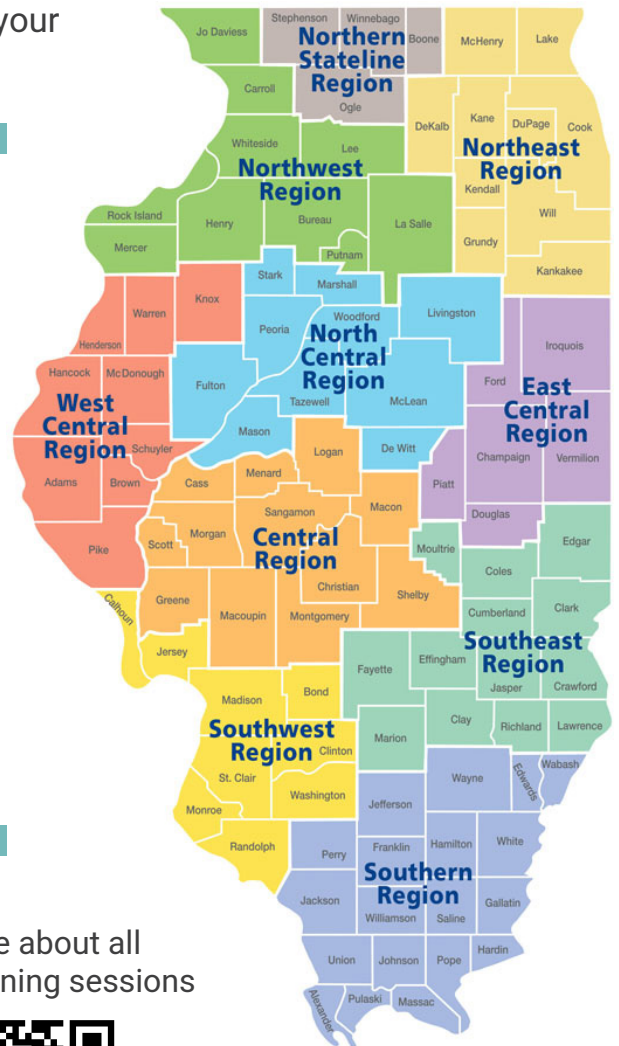 your
Jo Daviess
Stephenson
Winnebago
Boone
McHenry
Lake
Northern
Stateline
Region
Carroll
Ogle
DeKalb
Kane
DuPage
Cook
Whiteside
Lee
Northeast
Region
Northwest
Region
Kendall
Will
Rock Island
Henry
Bureau
La Salle
Mercer
Putnam
Grundy
Kankakee
Stark
Marshall
Knox
Warren
Henderson
Peoria
Woodford
Livingston
Iroquois
North
Central
Region
Hancock
McDonough
Fulton
Tazewell
McLean
Ford
East
Central
Region
West
Central
Region
Mason
Schuyler
Logan
De Witt
Champaign
Vermilion
Adams
Brown
Cass
Menard
Piatt
Sangamon
Macon
Douglas
Pike
Scott
Morgan
Central
Region
Moultrie
Edgar
Coles
Christian
Shelby
Greene
Macoupin
Montgomery
Cumberland
Clark
Calhoun
Jersey
Southeast
Region
Fayette
Effingham
Jasper
Crawford
Madison
Bond
Clay
Richland
Lawrence
Southwest
Region
Clinton
Marion
St. Clair
Wayne
Edwards
Wabash
Washington
Monroe
Jefferson
Randolph
Perry
Franklin
Hamilton
White
Southern
Region
Jackson
Williamson
Saline
Gallatin
e about all
ning sessions
Union
Johnson
Pope
Hardin
Alexander
Pulaski
Massac